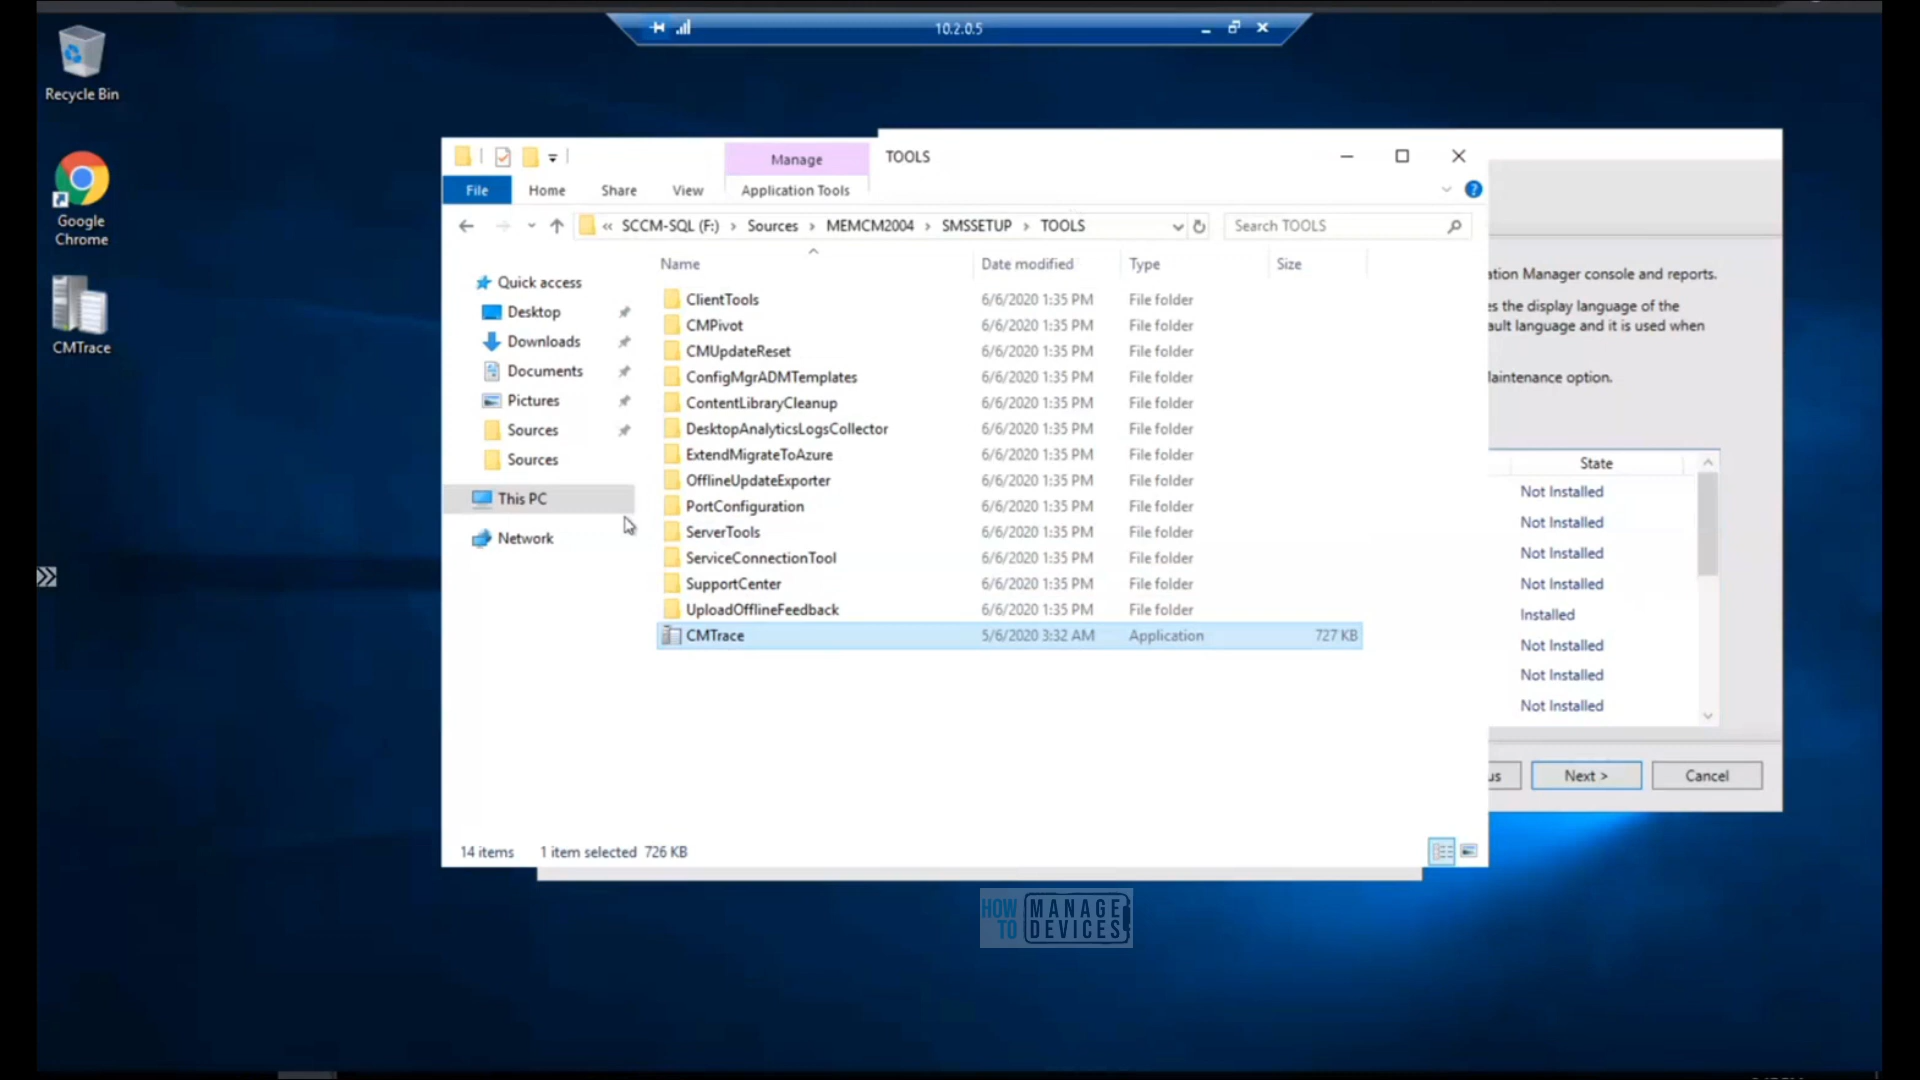 10.2.0.5
Recycle Bin
Google
Chrome
CMTrace
Manage
TOOLS
File
Home
Share
View
Application Tools
« SCCM-SQL (F:) > Sources > MEMCM2004 > SMSSETUP > TOOLS
Search TOOLS
Name
Date modified
Type
Size
Quick access
Desktop
Downloads
Documents
Pictures
Sources
Sources
This PC
Network
ClientTools 6/6/2020 1:35 PM File folder
CMPivot 6/6/2020 1:35 PM File folder
CMUpdateReset 6/6/2020 1:35 PM File folder
ConfigMgrADMTemplates 6/6/2020 1:35 PM File folder
ContentLibraryCleanup 6/6/2020 1:35 PM File folder
DesktopAnalyticsLogsCollector 6/6/2020 1:35 PM File folder
ExtendMigrateToAzure 6/6/2020 1:35 PM File folder
OfflineUpdateExporter 6/6/2020 1:35 PM File folder
PortConfiguration 6/6/2020 1:35 PM File folder
ServerTools 6/6/2020 1:35 PM File folder
ServiceConnectionTool 6/6/2020 1:35 PM File folder
SupportCenter 6/6/2020 1:35 PM File folder
UploadOfflineFeedback 6/6/2020 1:35 PM File folder
CMTrace 5/6/2020 3:32 AM Application 727 KB
14 items 1 item selected 726 KB
ation Manager console and reports.
es the display language of the
ault language and it is used when
Maintenance option.
State
Not Installed
Not Installed
Not Installed
Not Installed
Installed
Not Installed
Not Installed
Not Installed
us
Next >
Cancel
HOW TO
MANAGE
DEVICES